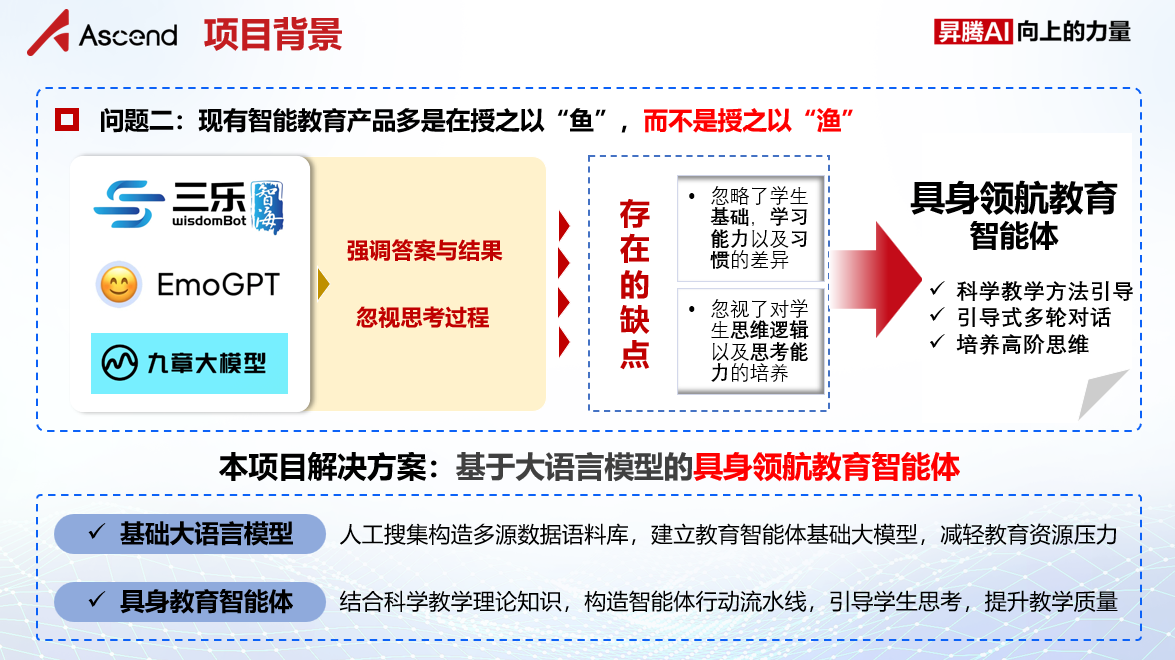 Ascend
项目背景
昇腾AI 向上的力量
问题二：现有智能教育产品多是在授之以“鱼”，而不是授之以“渔”
三乐
智海
wisdomBot
EmoGPT
九章大模型
强调答案与结果
忽视思考过程
存在的缺点
• 忽略了学生
基础，学习
能力以及习
惯的差异
• 忽视了对学
生思维逻辑
以及思考能
力的培养
具身领航教育
智能体
✓ 科学教学方法引导
✓ 引导式多轮对话
✓ 培养高阶思维
本项目解决方案：基于大语言模型的具身领航教育智能体
✓ 基础大语言模型
人工搜集构造多源数据语料库，建立教育智能体基础大模型，减轻教育资源压力
✓ 具身教育智能体
结合科学教学理论知识，构造智能体行动流水线，引导学生思考，提升教学质量